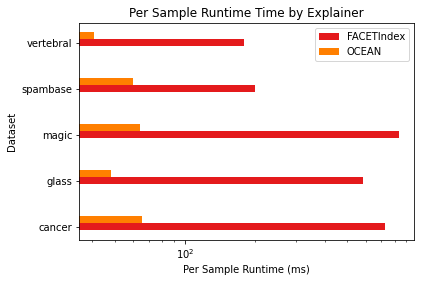 Per Sample Runtime Time by Explainer
FACETIndex
OCEAN
vertebral
spambase
magic
glass
cancer
Dataset
10²
Per Sample Runtime (ms)